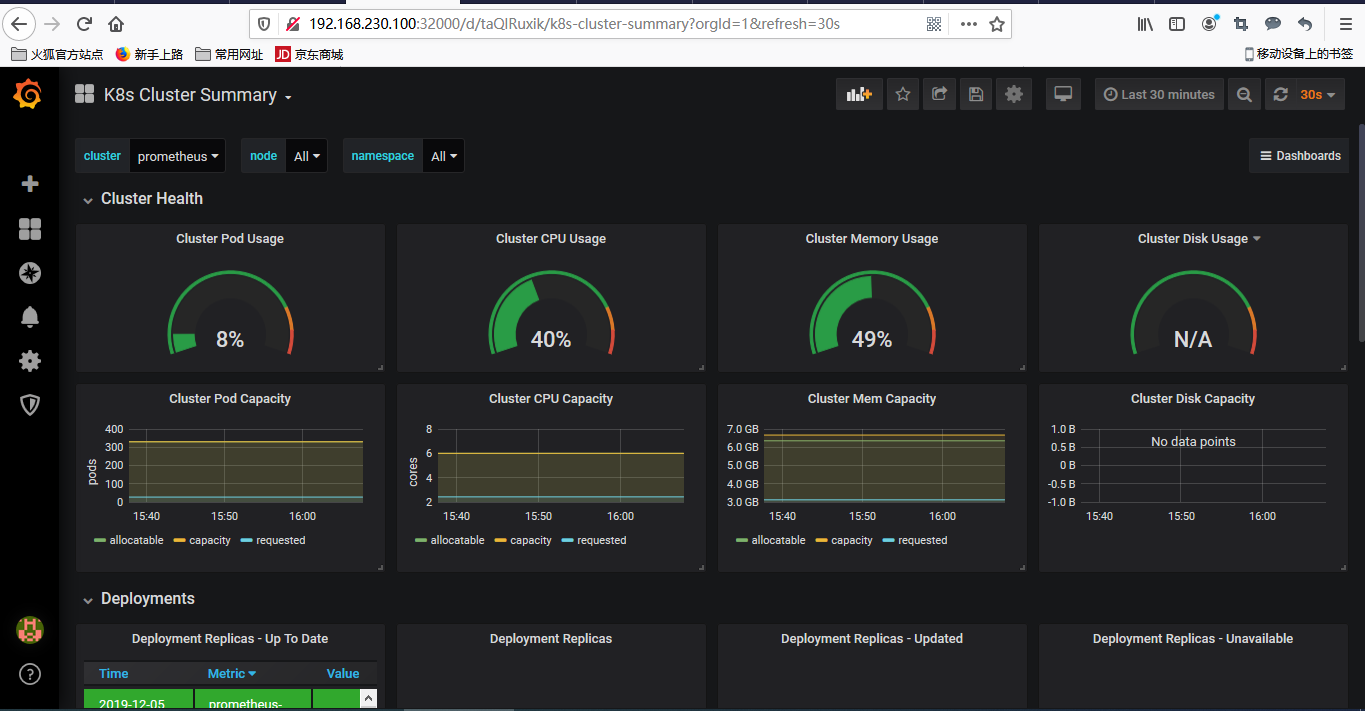 192.168.230.100:32000/d/taQlRuxik/k8s-cluster-summary?orgId=1&refresh=30s
火狐官方站点 新手上路 常用网址 JD 京东商城 移动设备上的书签
K8s Cluster Summary Last 30 minutes 30s
cluster prometheus node All namespace All Dashboards
Cluster Health
Cluster Pod Usage Cluster CPU Usage Cluster Memory Usage Cluster Disk Usage
8% 40% 49% N/A
Cluster Pod Capacity
400
300
200
100
0
pods
15:40 15:50 16:00
allocatable capacity requested
Cluster CPU Capacity
8
6
4
2
cores
15:40 15:50 16:00
allocatable capacity requested
Cluster Mem Capacity
7.0 GB
6.0 GB
5.0 GB
4.0 GB
3.0 GB
15:40 15:50 16:00
allocatable capacity requested
Cluster Disk Capacity
No data points
1.0 B
0.5 B
0 B
-0.5 B
-1.0 B
15:40 15:50 16:00
Deployments
Deployment Replicas - Up To Date Deployment Replicas Deployment Replicas - Updated Deployment Replicas - Unavailable
Time Metric Value
2019-12-05 prometheus-